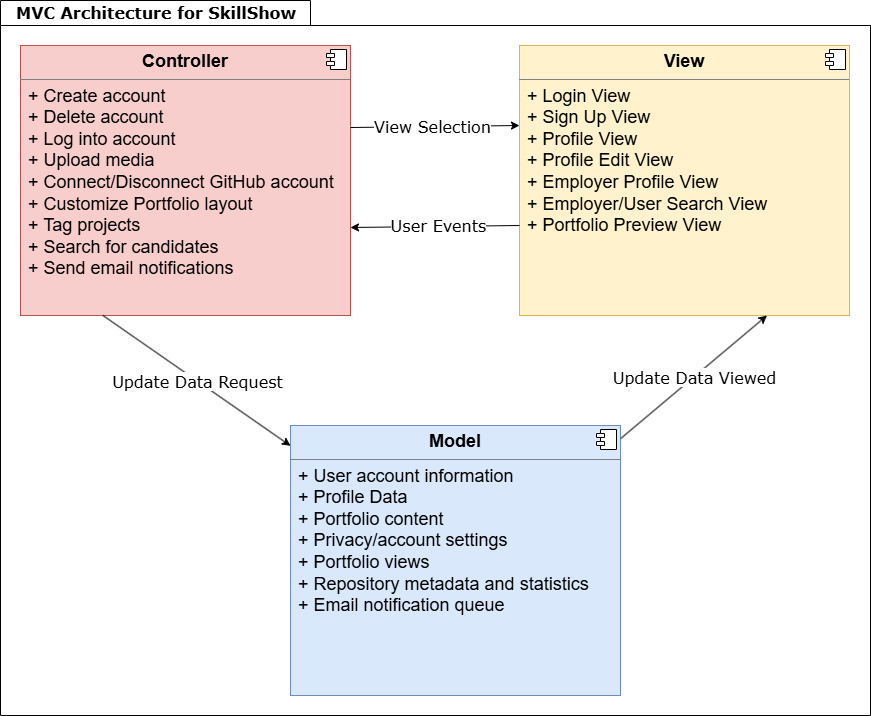 MVC Architecture for SkillShow
Controller
+ Create account
+ Delete account
+ Log into account
+ Upload media
+ Connect/Disconnect GitHub account
+ Customize Portfolio layout
+ Tag projects
+ Search for candidates
+ Send email notifications
View Selection
User Events
View
+ Login View
+ Sign Up View
+ Profile View
+ Profile Edit View
+ Employer Profile View
+ Employer/User Search View
+ Portfolio Preview View
Update Data Request
Update Data Viewed
Model
+ User account information
+ Profile Data
+ Portfolio content
+ Privacy/account settings
+ Portfolio views
+ Repository metadata and statistics
+ Email notification queue